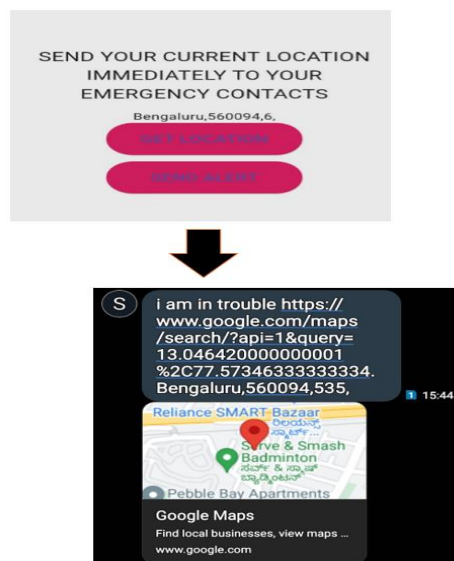 SEND YOUR CURRENT LOCATION
IMMEDIATELY TO YOUR
EMERGENCY CONTACTS
Bengaluru,560094,6,
GET LOCATION
SEND ALERT
S
i am in trouble https://
www.google.com/maps
/search/?api=1&query=
13.046420000000001
%2C77.57346333333334.
Bengaluru,560094,535,
1 15:44
Reliance SMART Bazaar
ರಿಲಯನ್ಸ್
ಸ್ಮಾರ್ಟ್...
Serve & Smash
Badminton
ಸರ್ವ್ & ಸ್ಮಾಷ್
ಬ್ಯಾಡ್ಮಿಂಟನ್
Pebble Bay Apartments
Google Maps
Find local businesses, view maps ...
www.google.com